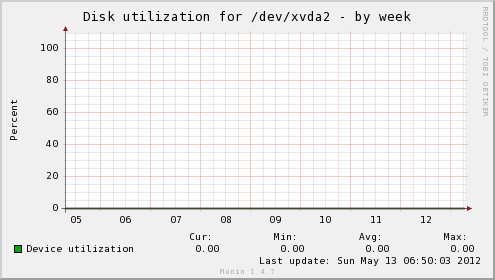 Disk utilization for /dev/xvda2 - by week
RRDTOOL / TOBI OETIKER
Percent
100
80
60
40
20
0
05 06 07 08 09 10 11 12
Cur: Min: Avg: Max:
Device utilization 0.00 0.00 0.00 0.00
Last update: Sun May 13 06:50:03 2012
Munin 1.4.7